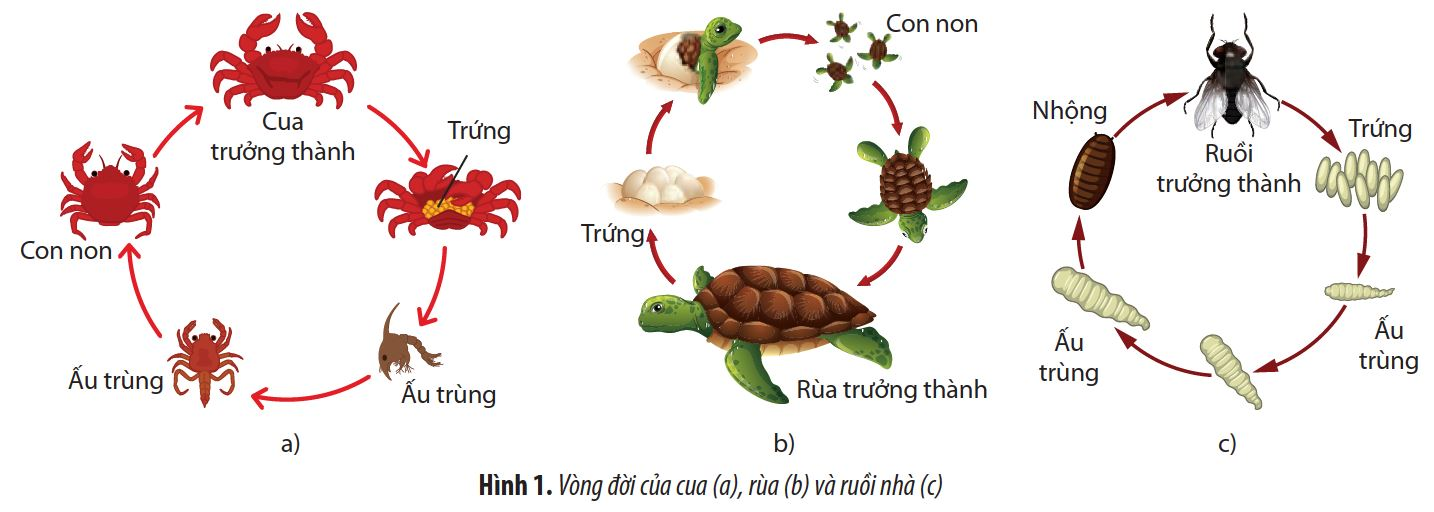 Cua
trưởng thành
Trứng
Ấu trùng
Ấu trùng
Con non
a)
Con non
Rùa trưởng thành
Trứng
b)
Ruồi
trưởng thành
Trứng
Ấu
trùng
Ấu
trùng
Nhộng
c)
Hình 1. Vòng đời của cua (a), rùa (b) và ruồi nhà (c)